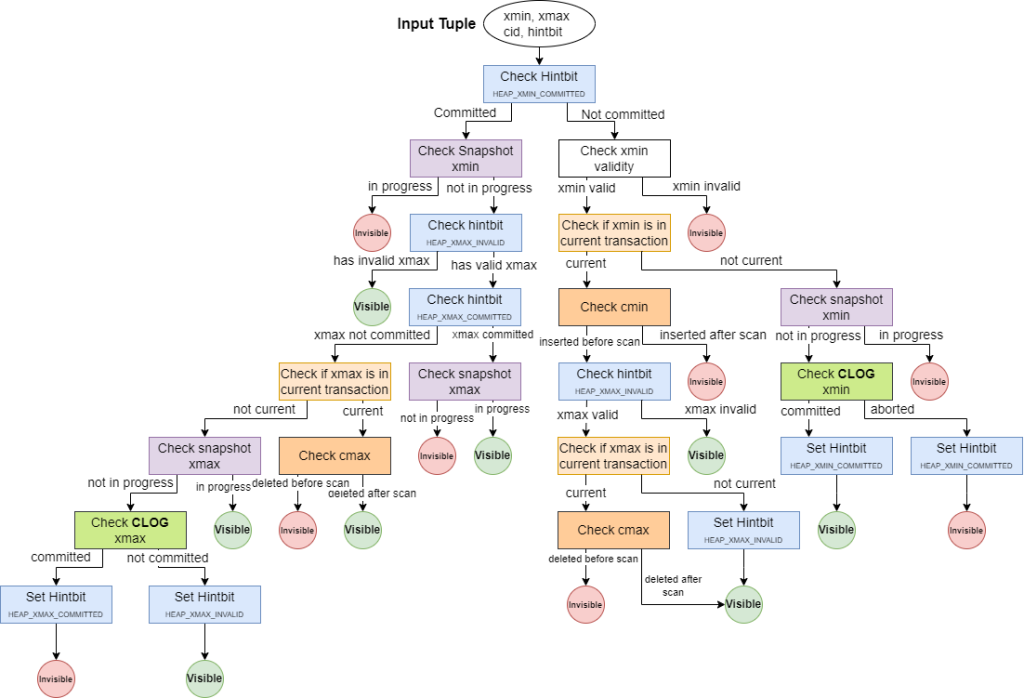 Input Tuple
xmin, xmax
cid, hintbit
Check Hintbit
HEAP_XMIN_COMMITTED
Committed
Not committed
Check Snapshot
xmin
Check xmin
validity
in progress
not in progress
xmin valid
xmin invalid
Invisible
Check hintbit
HEAP_XMAX_INVALID
Check if xmin is in
current transaction
Invisible
has invalid xmax
has valid xmax
current
not current
Visible
Check hintbit
HEAP_XMAX_COMMITTED
Check cmin
Check snapshot
xmin
xmax not committed
xmax committed
inserted before scan
inserted after scan
not in progress
in progress
Check if xmax is in
current transaction
Check snapshot
xmax
Check hintbit
HEAP_XMAX_INVALID
Invisible
Check CLOG
xmin
Invisible
not current
current
not in progress
in progress
xmax valid
xmax invalid
committed
aborted
Check snapshot
xmax
Check cmax
Invisible
Visible
Check if xmax is in
current transaction
Visible
Set Hintbit
HEAP_XMIN_COMMITTED
Set Hintbit
HEAP_XMIN_COMMITTED
not in progress
in progress
deleted before scan
deleted after scan
current
not current
Check CLOG
xmax
Visible
Invisible
Visible
Check cmax
Set Hintbit
HEAP_XMAX_INVALID
Visible
Invisible
committed
not committed
deleted before scan
deleted after
scan
Set Hintbit
HEAP_XMAX_COMMITTED
Set Hintbit
HEAP_XMAX_INVALID
Invisible
Visible
Invisible
Visible